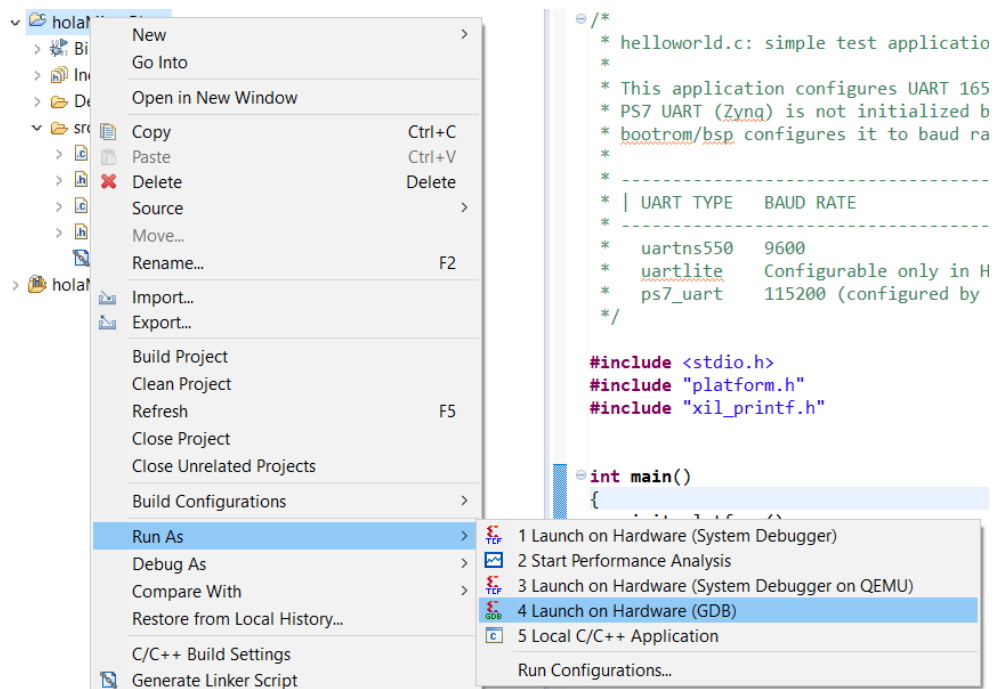 New
Go Into
Open in New Window
Copy Ctrl+C
Paste Ctrl+V
Delete Delete
Source
Move...
Rename... F2
Import...
Export...
Build Project
Clean Project
Refresh F5
Close Project
Close Unrelated Projects
Build Configurations
Run As
Debug As
Compare With
Restore from Local History...
C/C++ Build Settings
Generate Linker Script
1 Launch on Hardware (System Debugger)
2 Start Performance Analysis
3 Launch on Hardware (System Debugger on QEMU)
4 Launch on Hardware (GDB)
5 Local C/C++ Application
Run Configurations...
/*
* helloworld.c: simple test applicatio
*
* This application configures UART 165
* PS7 UART (Zynq) is not initialized b
* bootrom/bsp configures it to baud ra
*
* ------------------------------------
* | UART TYPE BAUD RATE
* ------------------------------------
* uartns550 9600
* uartlite Configurable only in H
* ps7_uart 115200 (configured by
*/
#include <stdio.h>
#include "platform.h"
#include "xil_printf.h"
int main()
{